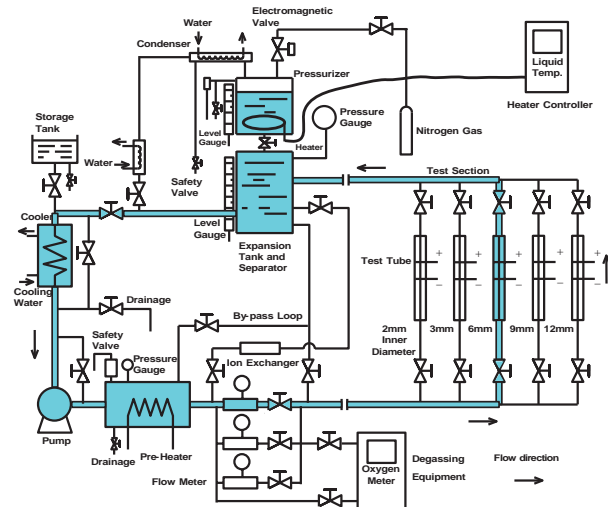 Water
Electromagnetic
Valve
Condenser
Pressurizer
Liquid
Temp.
Heater Controller
Storage
Tank
Pressure
Gauge
Nitrogen Gas
Level
Gauge
Heater
Water
Safety
Valve
Test Section
Cooler
Level
Gauge
Expansion
Tank and
Separator
Test Tube
+ + + + +
− − − − −
Cooling
Water
Drainage
2mm 3mm 6mm 9mm 12mm
Inner
Diameter
By-pass Loop
Safety
Valve
Pressure
Gauge
Ion Exchanger
Pump
Drainage
Pre-Heater
Flow Meter
Oxygen
Meter
Degassing
Equipment
Flow direction